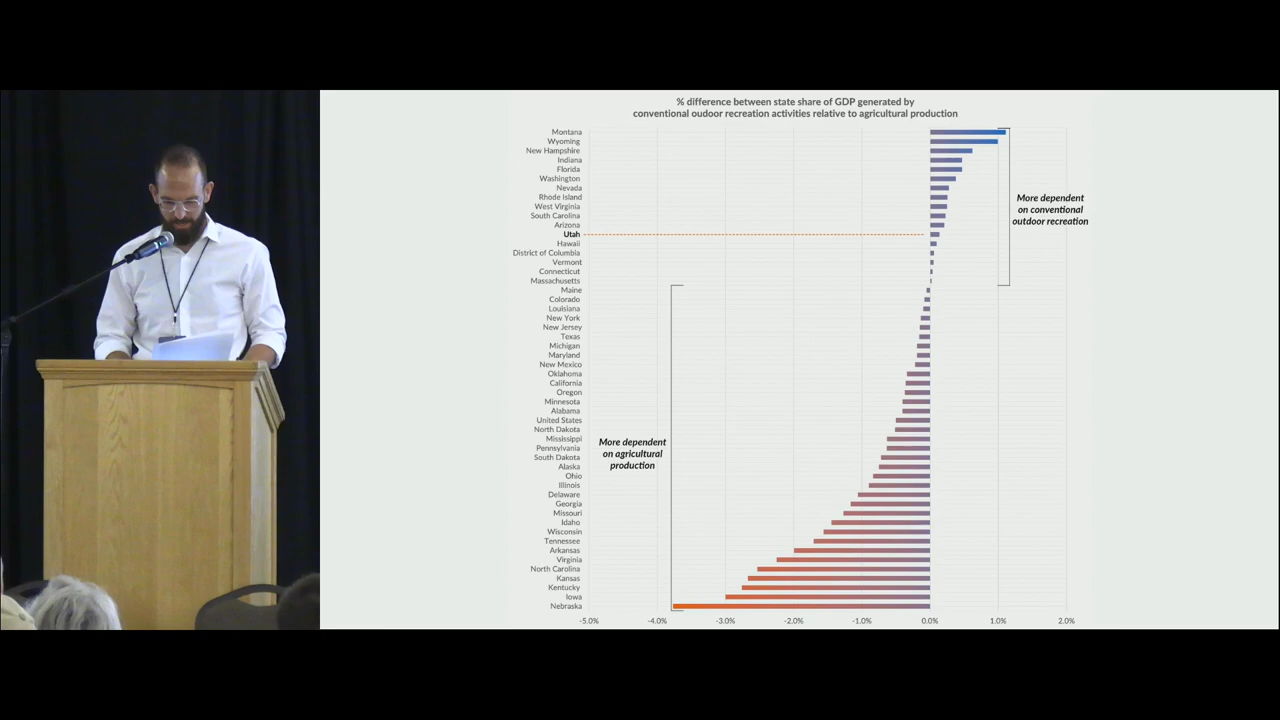 % difference between state share of GDP generated by
conventional oudoor recreation activities relative to agricultural production
Montana
Wyoming
New Hampshire
Indiana
Florida
Washington
Nevada
Rhode Island
West Virginia
South Carolina
Arizona
Utah
Hawaii
District of Columbia
Vermont
Connecticut
Massachusetts
Maine
Colorado
Louisiana
New York
New Jersey
Texas
Michigan
Maryland
New Mexico
Oklahoma
California
Oregon
Minnesota
Alabama
United States
North Dakota
Mississippi
Pennsylvania
South Dakota
Alaska
Ohio
Illinois
Delaware
Georgia
Missouri
Idaho
Wisconsin
Tennessee
Arkansas
Virginia
North Carolina
Kansas
Kentucky
Iowa
Nebraska
More dependent
on conventional
outdoor recreation
More dependent
on agricultural
production
-5.0% -4.0% -3.0% -2.0% -1.0% 0.0% 1.0% 2.0%